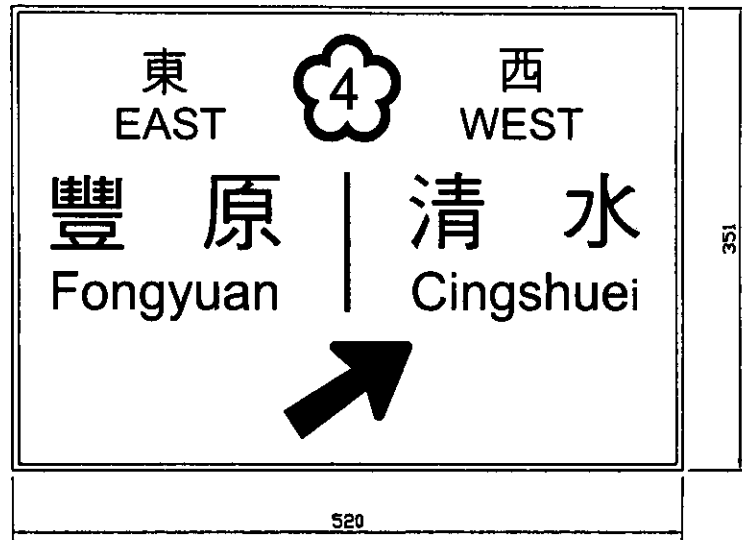 東 4 西
EAST WEST
豐原 清水
Fongyuan Cingshuei
351
520